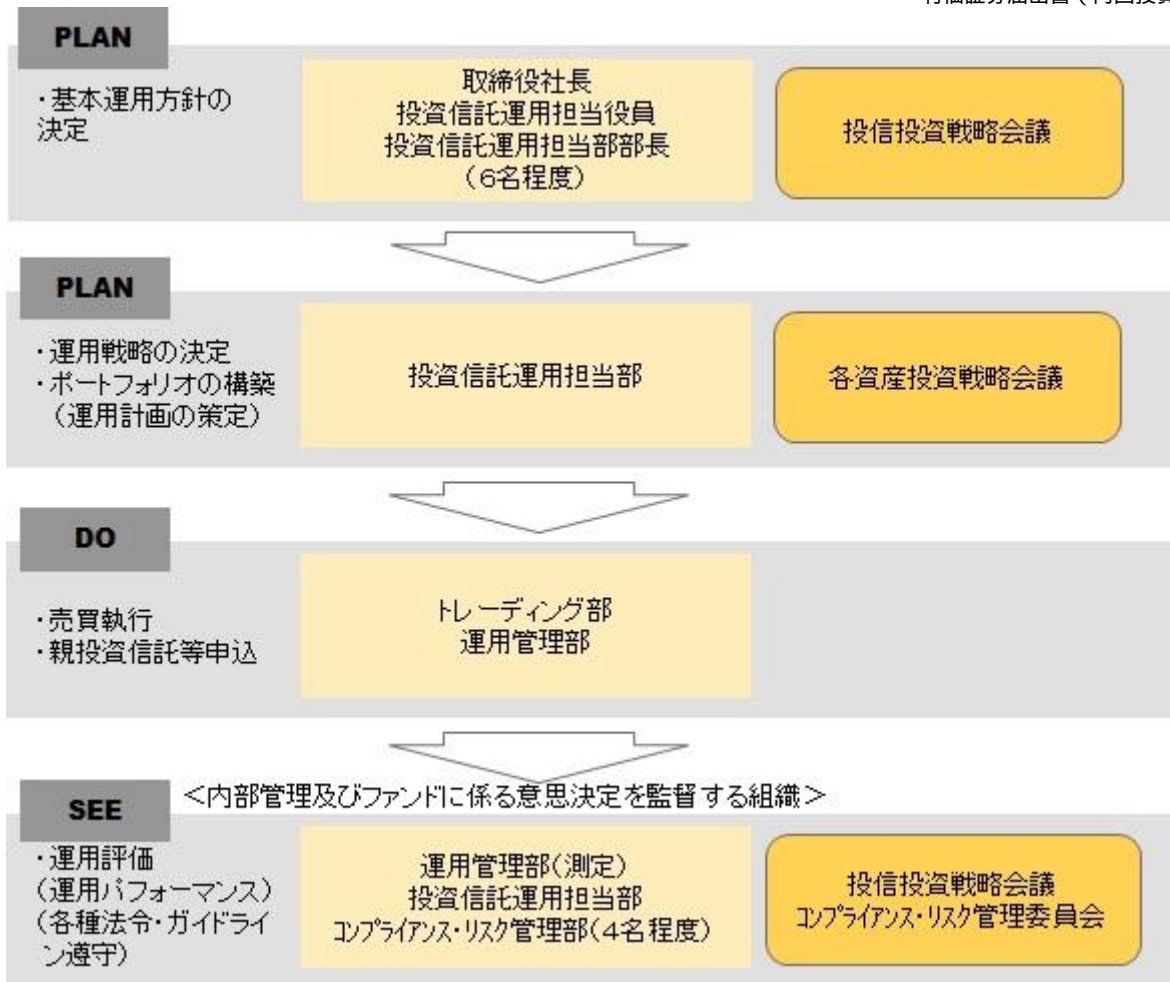 PLAN
・基本運用方針の
決定
取締役社長
投資信託運用担当役員
投資信託運用担当部部長
(6名程度)
投信投資戦略会議
PLAN
・運用戦略の決定
・ポートフォリオの構築
(運用計画の策定)
投資信託運用担当部
各資産投資戦略会議
DO
・売買執行
・親投資信託等申込
トレーディング部
運用管理部
SEE
<内部管理及びファンドに係る意思決定を監督する組織>
・運用評価
(運用パフォーマンス)
(各種法令・ガイドライ
ン遵守)
運用管理部(測定)
投資信託運用担当部
コンプライアンス・リスク管理部(4名程度)
投信投資戦略会議
コンプライアンス・リスク管理委員会